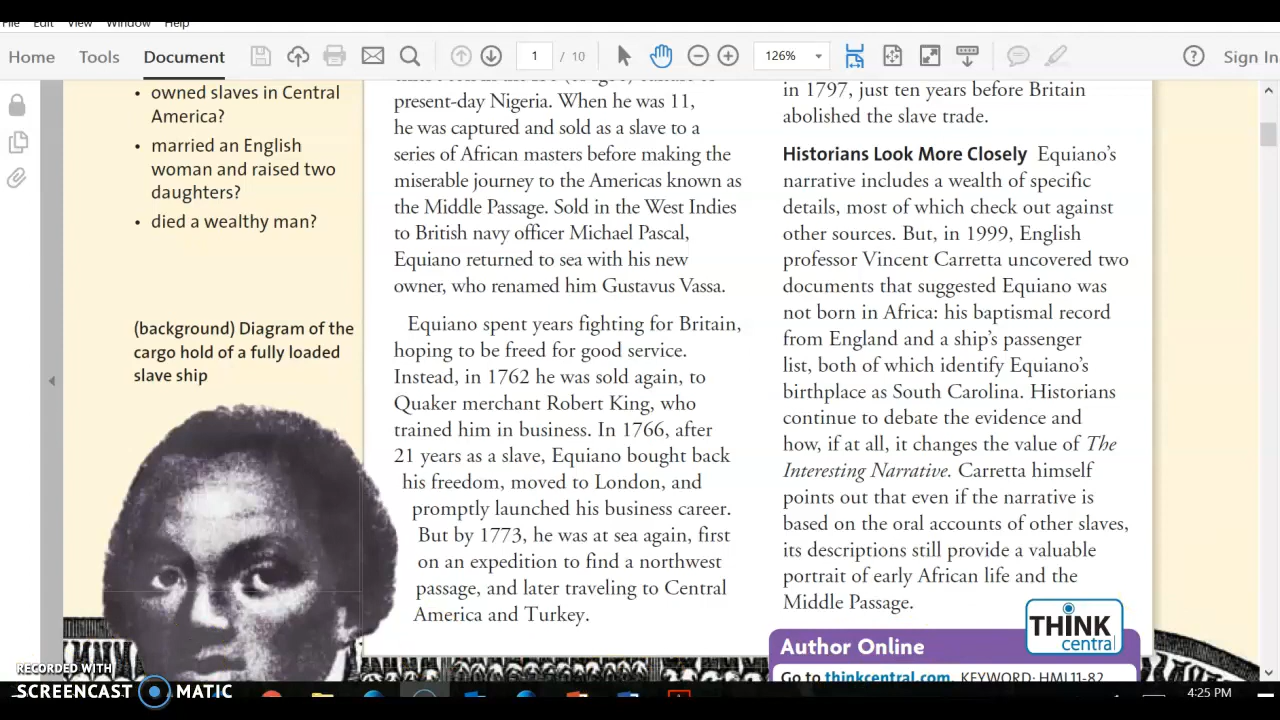 File Edit View Window Help
Home Tools Document 1 / 10 126% Sign In
• owned slaves in Central
America?
• married an English
woman and raised two
daughters?
• died a wealthy man?
(background) Diagram of the
cargo hold of a fully loaded
slave ship
present-day Nigeria. When he was 11,
he was captured and sold as a slave to a
series of African masters before making the
miserable journey to the Americas known as
the Middle Passage. Sold in the West Indies
to British navy officer Michael Pascal,
Equiano returned to sea with his new
owner, who renamed him Gustavus Vassa.
Equiano spent years fighting for Britain,
hoping to be freed for good service.
Instead, in 1762 he was sold again, to
Quaker merchant Robert King, who
trained him in business. In 1766, after
21 years as a slave, Equiano bought back
his freedom, moved to London, and
promptly launched his business career.
But by 1773, he was at sea again, first
on an expedition to find a northwest
passage, and later traveling to Central
America and Turkey.
in 1797, just ten years before Britain
abolished the slave trade.
Historians Look More Closely Equiano's
narrative includes a wealth of specific
details, most of which check out against
other sources. But, in 1999, English
professor Vincent Carretta uncovered two
documents that suggested Equiano was
not born in Africa: his baptismal record
from England and a ship's passenger
list, both of which identify Equiano's
birthplace as South Carolina. Historians
continue to debate the evidence and
how, if at all, it changes the value of The
Interesting Narrative. Carretta himself
points out that even if the narrative is
based on the oral accounts of other slaves,
its descriptions still provide a valuable
portrait of early African life and the
Middle Passage.
THINK
central
Author Online
Go to thinkcentral.com. KEYWORD: HML11-82
RECORDED WITH
SCREENCAST MATIC
4:25 PM